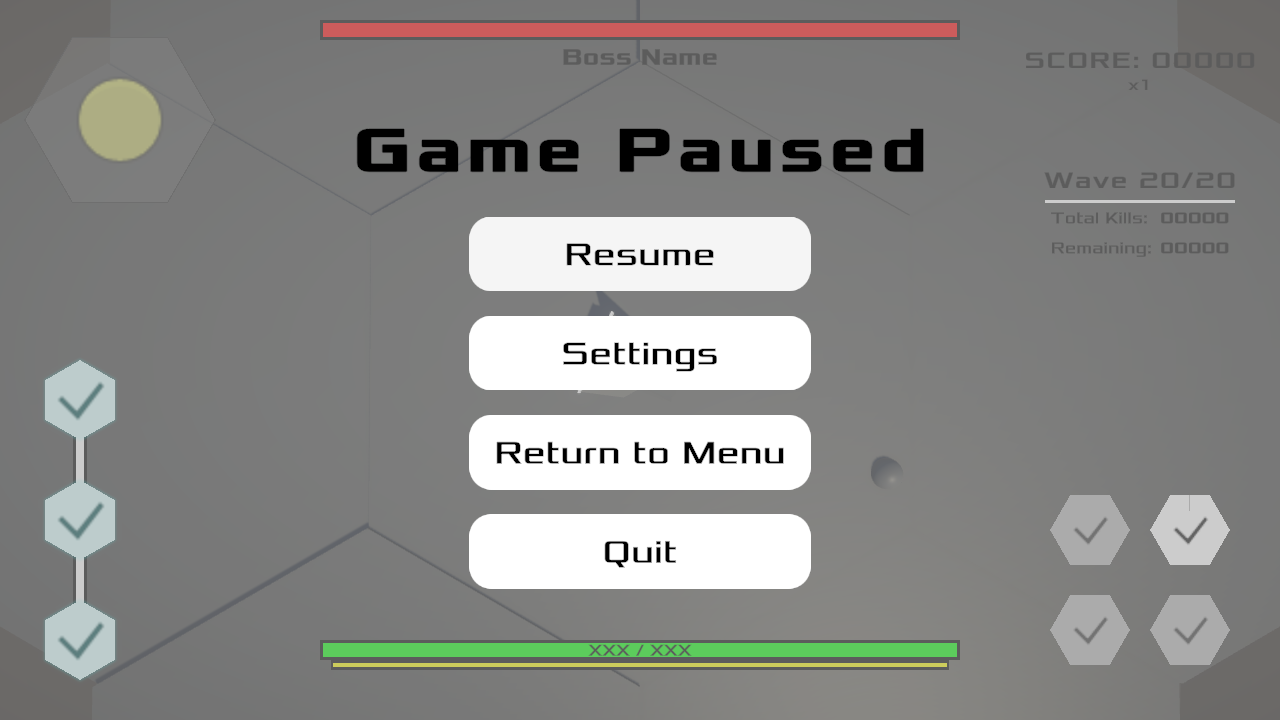 Boss Name
SCORE: 00000
x1
Game Paused
Wave 20/20
Total Kills: 00000
Remaining: 00000
Resume
Settings
Return to Menu
Quit
XXX / XXX